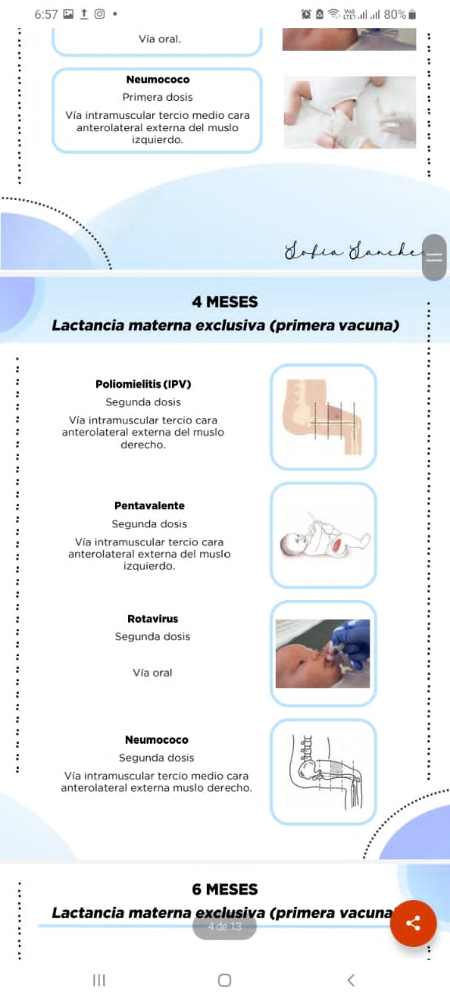 6:57
VoO
LTE1
80%
Vía oral.
Neumococo
Primera dosis
Vía intramuscular tercio medio cara
anterolateral externa del muslo
izquierdo.
Sofia Sanche
4 MESES
Lactancia materna exclusiva (primera vacuna)
Poliomielitis (IPV)
Segunda dosis
Vía intramuscular tercio cara
anterolateral externa del muslo
derecho.
Pentavalente
Segunda dosis
Vía intramuscular tercio cara
anterolateral externa del muslo
izquierdo.
Rotavirus
Segunda dosis
Vía oral
Neumococo
Segunda dosis
Vía intramuscular tercio medio cara
anterolateral externa muslo derecho.
6 MESES
Lactancia materna exclusiva (primera vacuna
4 de 13